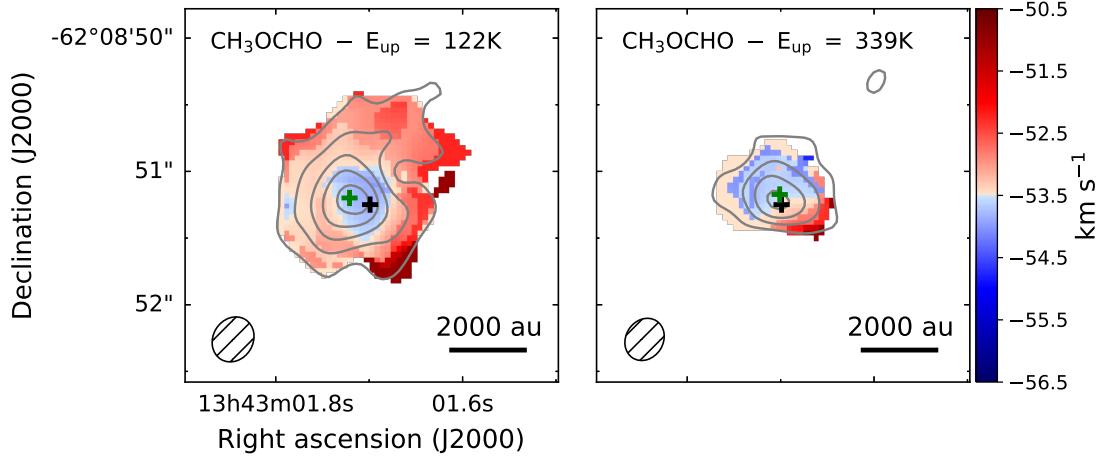 CH₃OCHO − E_up = 122K
CH₃OCHO − E_up = 339K
Declination (J2000)
-62°08'50"
51"
52"
2000 au
2000 au
13h43m01.8s
01.6s
Right ascension (J2000)
−50.5
−51.5
−52.5
−53.5
−54.5
−55.5
−56.5
km s⁻¹